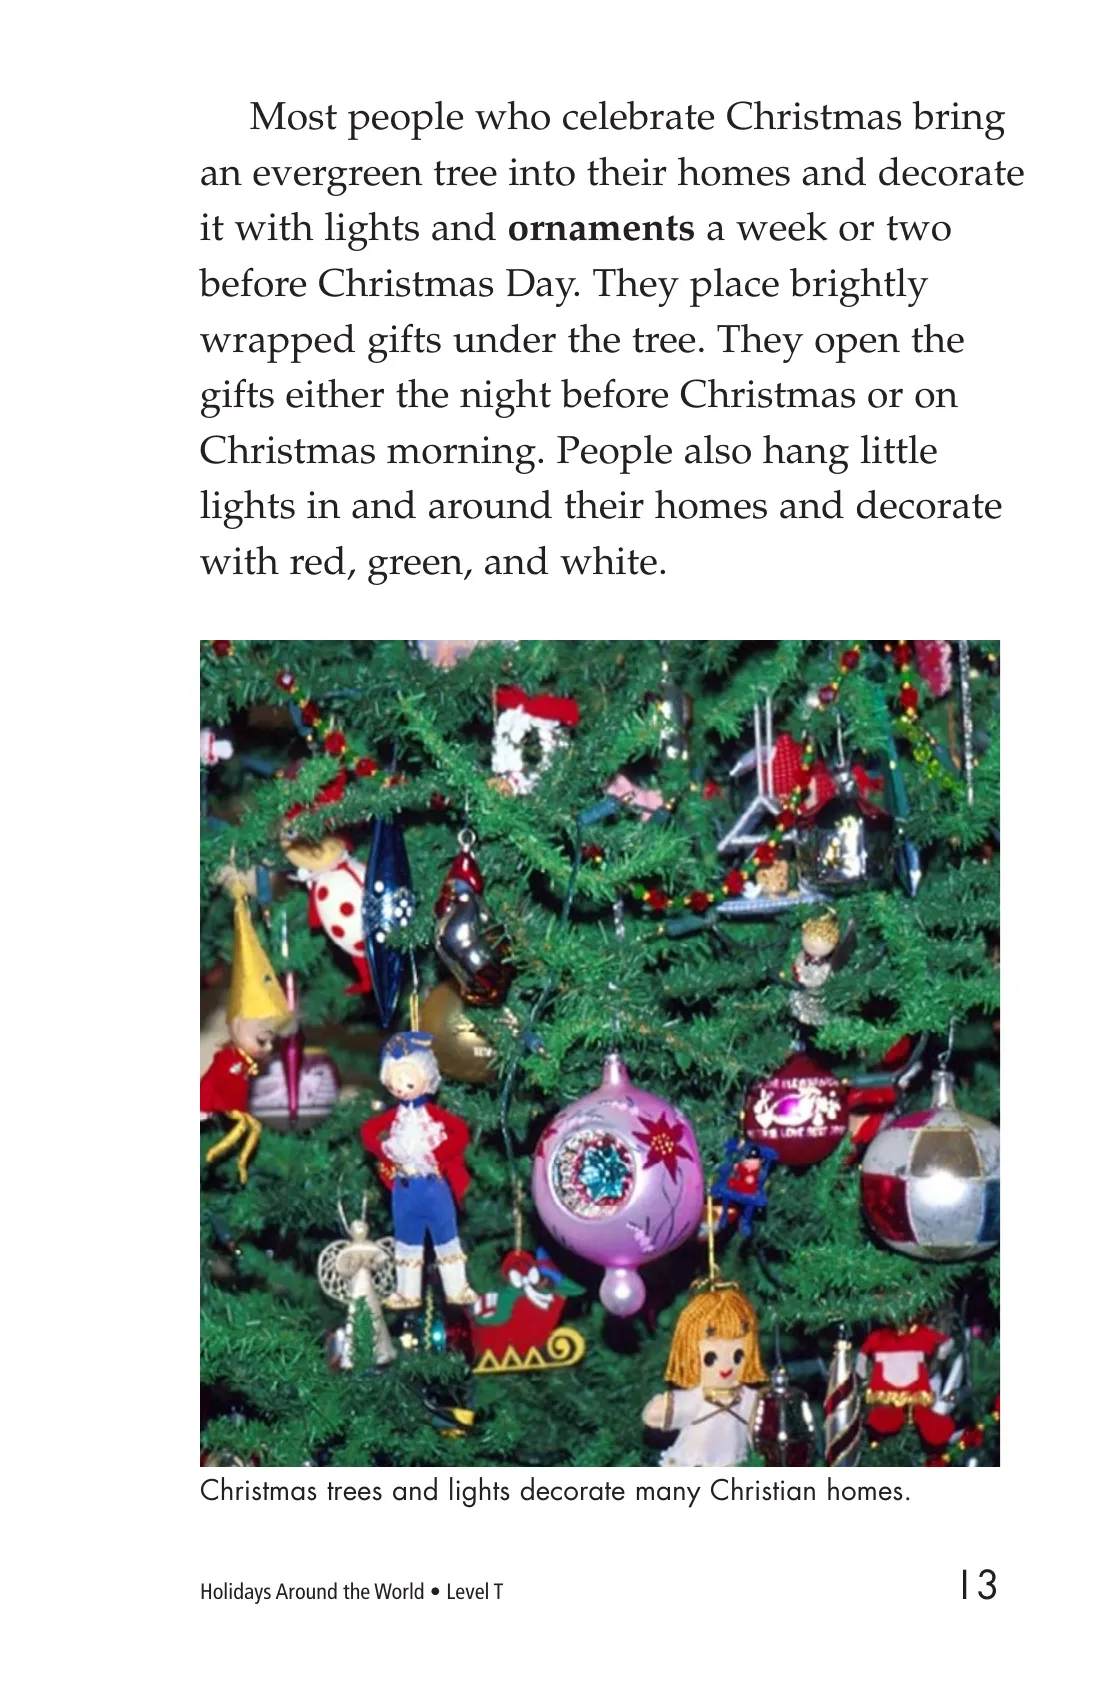 Most people who celebrate Christmas bring
an evergreen tree into their homes and decorate
it with lights and ornaments a week or two
before Christmas Day. They place brightly
wrapped gifts under the tree. They open the
gifts either the night before Christmas or on
Christmas morning. People also hang little
lights in and around their homes and decorate
with red, green, and white.
Christmas trees and lights decorate many Christian homes.
Holidays Around the World • Level T
13